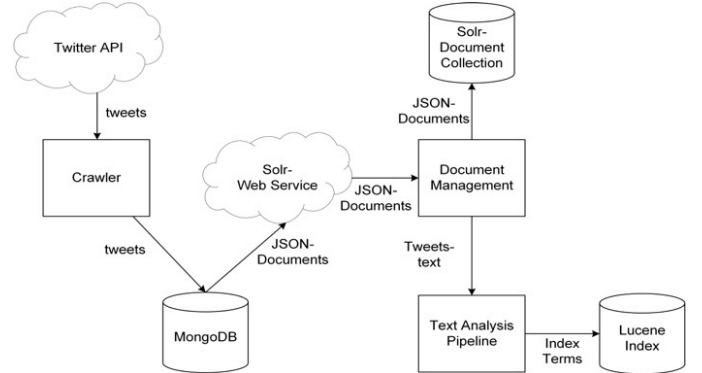 Twitter API
tweets
Crawler
tweets
MongoDB
JSON-
Documents
Solr-
Web Service
JSON-
Documents
Document
Management
JSON-
Documents
Solr-
Document
Collection
Tweets-
text
Text Analysis
Pipeline
Index
Terms
Lucene
Index